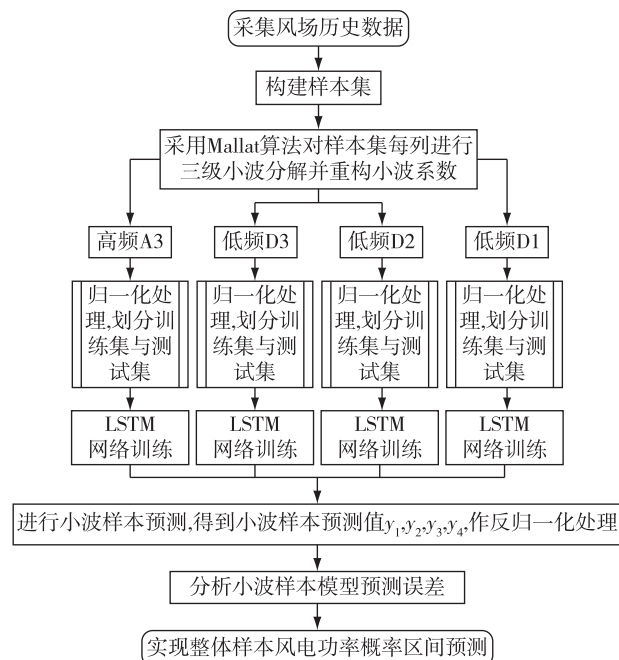 采集风场历史数据
构建样本集
采用Mallat算法对样本集每列进行
三级小波分解并重构小波系数
高频A3
低频D3
低频D2
低频D1
归一化处
理,划分训
练集与测
试集
归一化处
理,划分训
练集与测
试集
归一化处
理,划分训
练集与测
试集
归一化处
理,划分训
练集与测
试集
LSTM
网络训练
LSTM
网络训练
LSTM
网络训练
LSTM
网络训练
进行小波样本预测,得到小波样本预测值y₁,y₂,y₃,y₄,作反归一化处理
分析小波样本模型预测误差
实现整体样本风电功率概率区间预测